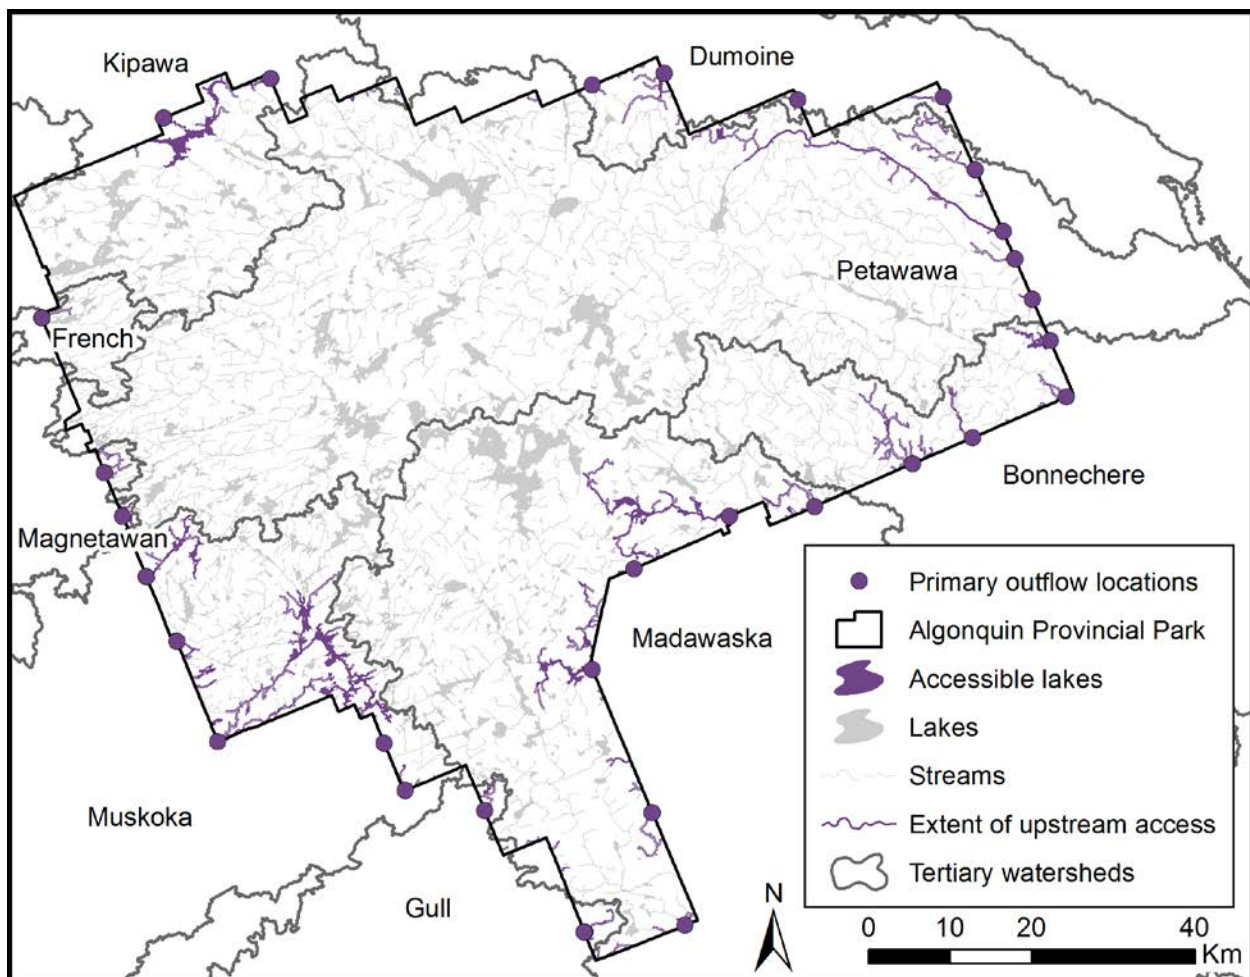 Kipawa
Dumoine
Petawawa
French
Bonnechere
Magnetawan
Madawaska
Muskoka
Gull
Primary outflow locations
Algonquin Provincial Park
Accessible lakes
Lakes
Streams
Extent of upstream access
Tertiary watersheds
N
0 10 20 40
Km